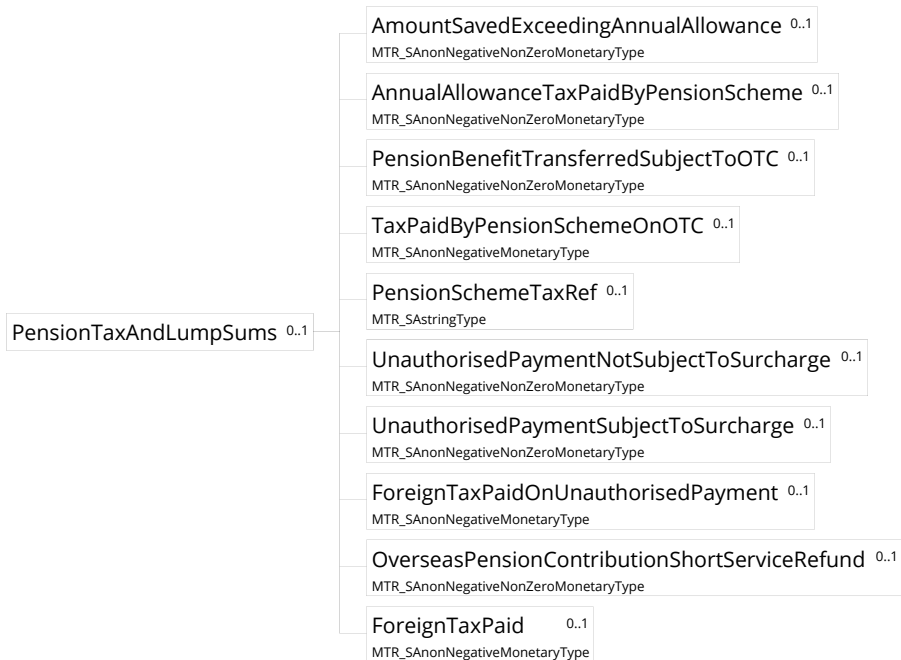 AmountSavedExceedingAnnualAllowance 0..1
MTR_SAnonNegativeNonZeroMonetaryType
AnnualAllowanceTaxPaidByPensionScheme 0..1
MTR_SAnonNegativeNonZeroMonetaryType
PensionBenefitTransferredSubjectToOTC 0..1
MTR_SAnonNegativeNonZeroMonetaryType
TaxPaidByPensionSchemeOnOTC 0..1
MTR_SAnonNegativeMonetaryType
PensionSchemeTaxRef 0..1
MTR_SAstringType
PensionTaxAndLumpSums 0..1
UnauthorisedPaymentNotSubjectToSurcharge 0..1
MTR_SAnonNegativeNonZeroMonetaryType
UnauthorisedPaymentSubjectToSurcharge 0..1
MTR_SAnonNegativeNonZeroMonetaryType
ForeignTaxPaidOnUnauthorisedPayment 0..1
MTR_SAnonNegativeMonetaryType
OverseasPensionContributionShortServiceRefund 0..1
MTR_SAnonNegativeNonZeroMonetaryType
ForeignTaxPaid 0..1
MTR_SAnonNegativeMonetaryType